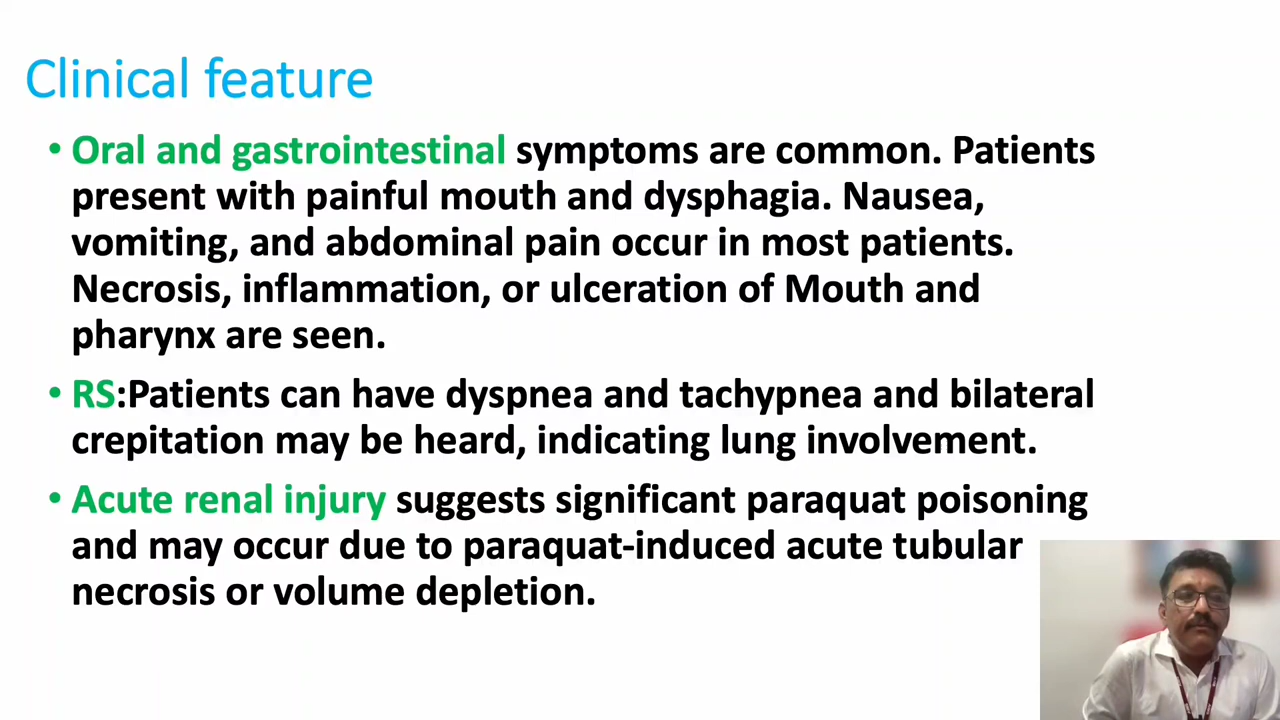 Clinical feature
• Oral and gastrointestinal symptoms are common. Patients
present with painful mouth and dysphagia. Nausea,
vomiting, and abdominal pain occur in most patients.
Necrosis, inflammation, or ulceration of Mouth and
pharynx are seen.
• RS:Patients can have dyspnea and tachypnea and bilateral
crepitation may be heard, indicating lung involvement.
• Acute renal injury suggests significant paraquat poisoning
and may occur due to paraquat-induced acute tubular
necrosis or volume depletion.